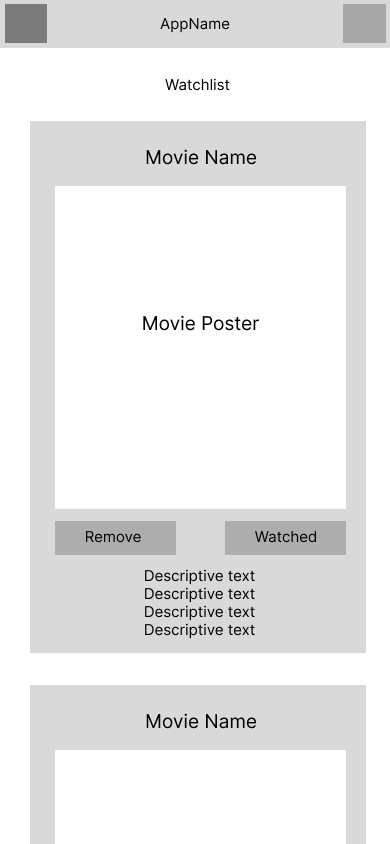 AppName
Watchlist
Movie Name
Movie Poster
Remove
Watched
Descriptive text
Descriptive text
Descriptive text
Descriptive text
Movie Name